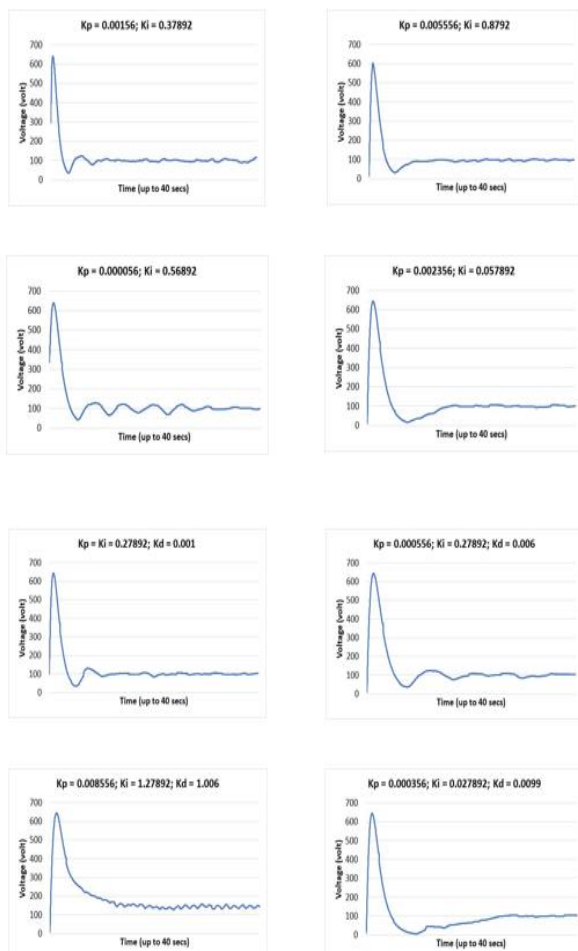 Kp = 0.00156; Ki = 0.37892
Voltage (volt)
700
600
500
400
300
200
100
0
Time (up to 40 secs)
Kp = 0.005556; Ki = 0.8792
Voltage (volt)
700
600
500
400
300
200
100
0
Time (up to 40 secs)
Kp = 0.000056; Ki = 0.56892
Voltage (volt)
700
600
500
400
300
200
100
0
Time (up to 40 secs)
Kp = 0.002356; Ki = 0.057892
Voltage (volt)
700
600
500
400
300
200
100
0
Time (up to 40 secs)
Kp = Ki = 0.27892; Kd = 0.001
Voltage (volt)
700
600
500
400
300
200
100
0
Time (up to 40 secs)
Kp = 0.000556; Ki = 0.27892; Kd = 0.006
Voltage (volt)
700
600
500
400
300
200
100
0
Time (up to 40 secs)
Kp = 0.008556; Ki = 1.27892; Kd = 1.006
Voltage (volt)
700
600
500
400
300
200
100
0
Time (up to 40 secs)
Kp = 0.000356; Ki = 0.027892; Kd = 0.0099
Voltage (volt)
700
600
500
400
300
200
100
0
Time (up to 40 secs)